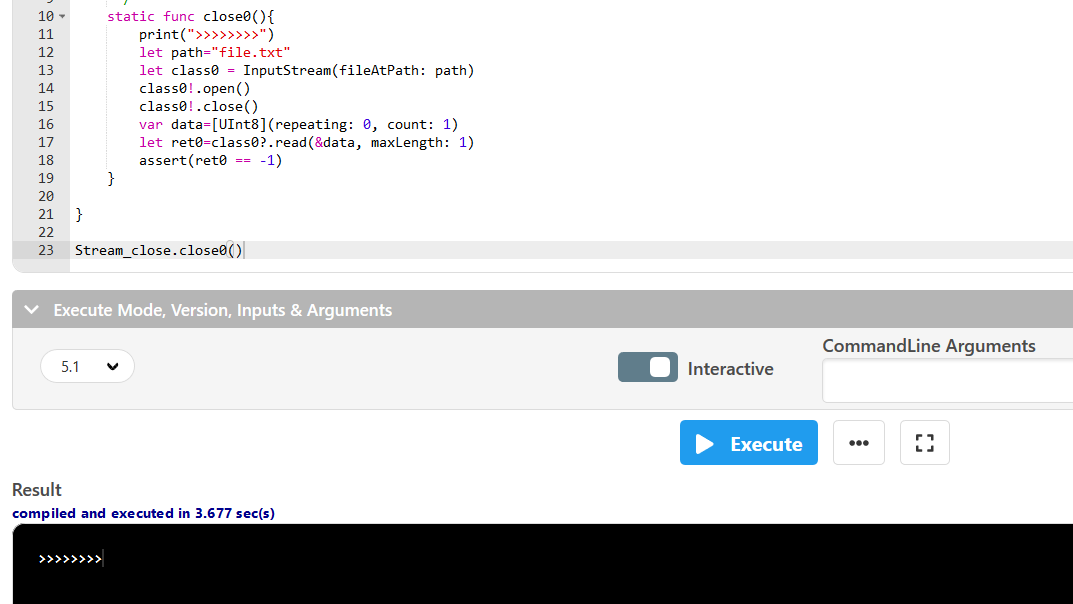 10 static func close0(){
11 print(">>>>>>>>")
12 let path="file.txt"
13 let class0 = InputStream(fileAtPath: path)
14 class0!.open()
15 class0!.close()
16 var data=[UInt8](repeating: 0, count: 1)
17 let ret0=class0?.read(&data, maxLength: 1)
18 assert(ret0 == -1)
19 }
20
21 }
22
23 Stream_close.close0()
Execute Mode, Version, Inputs & Arguments
CommandLine Arguments
5.1
Interactive
Execute
Result
compiled and executed in 3.677 sec(s)
>>>>>>>>